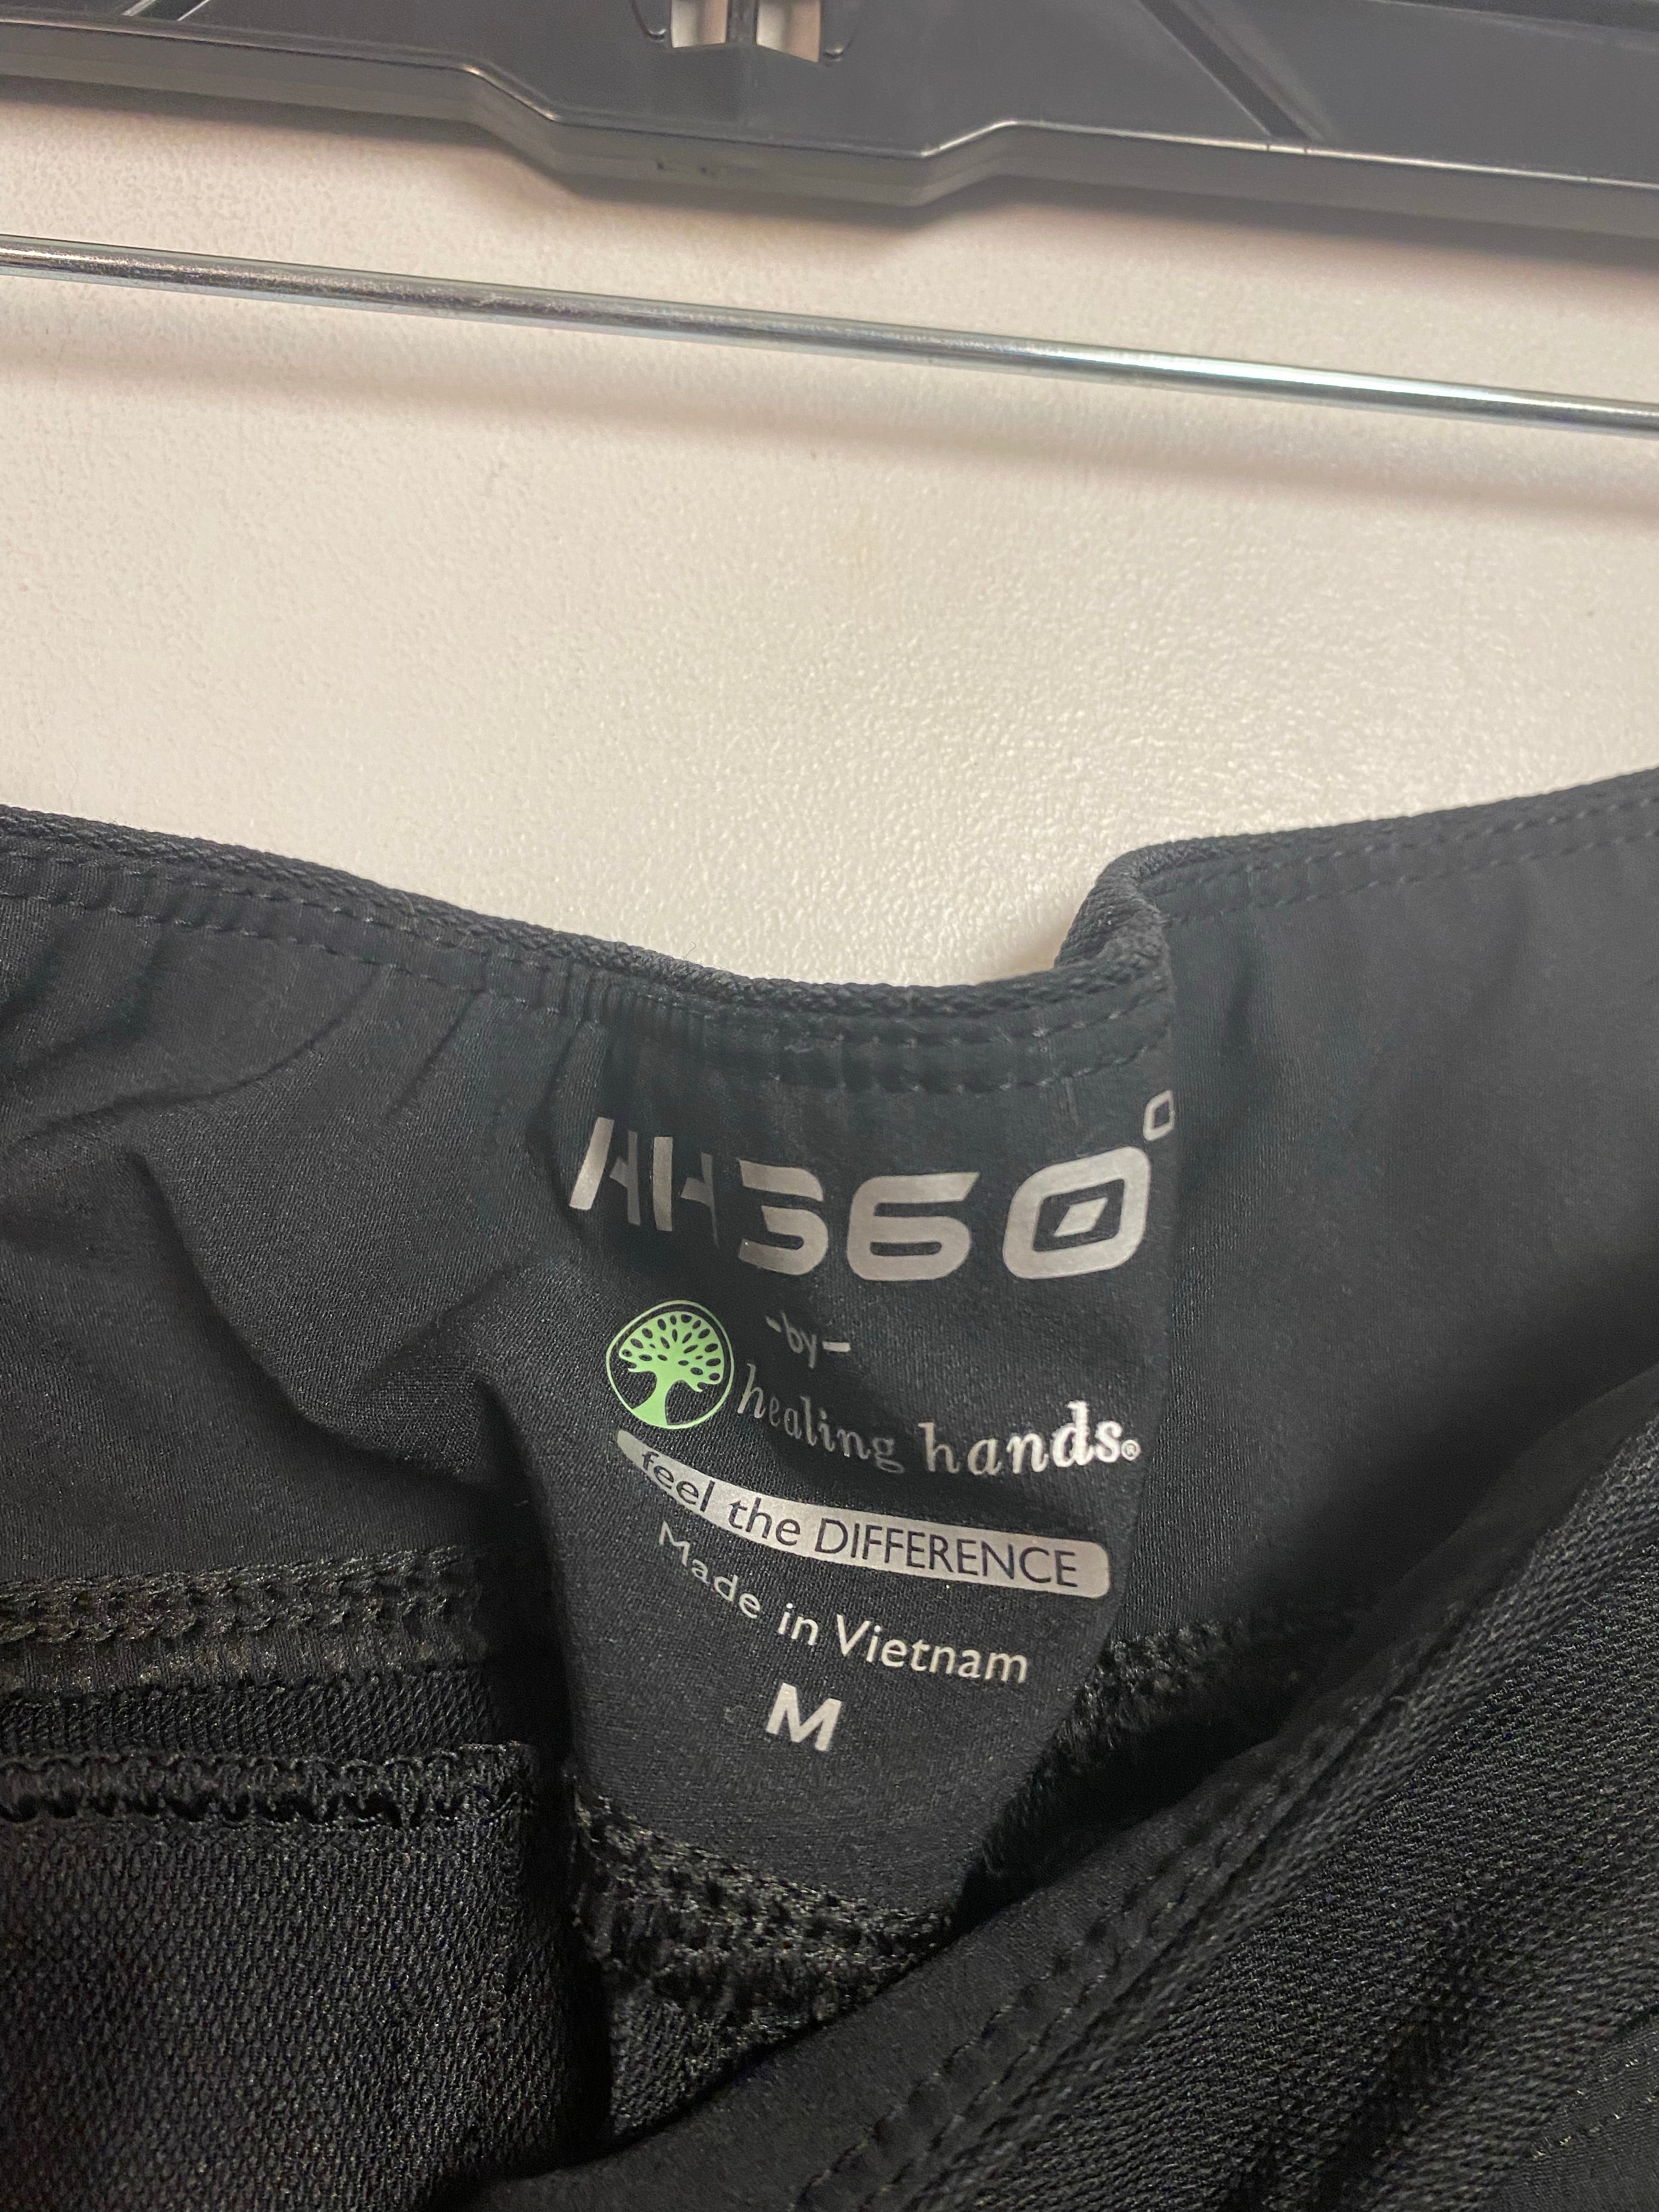 HH360°
-by-
healing hands®
feel the DIFFERENCE
Made in Vietnam
M